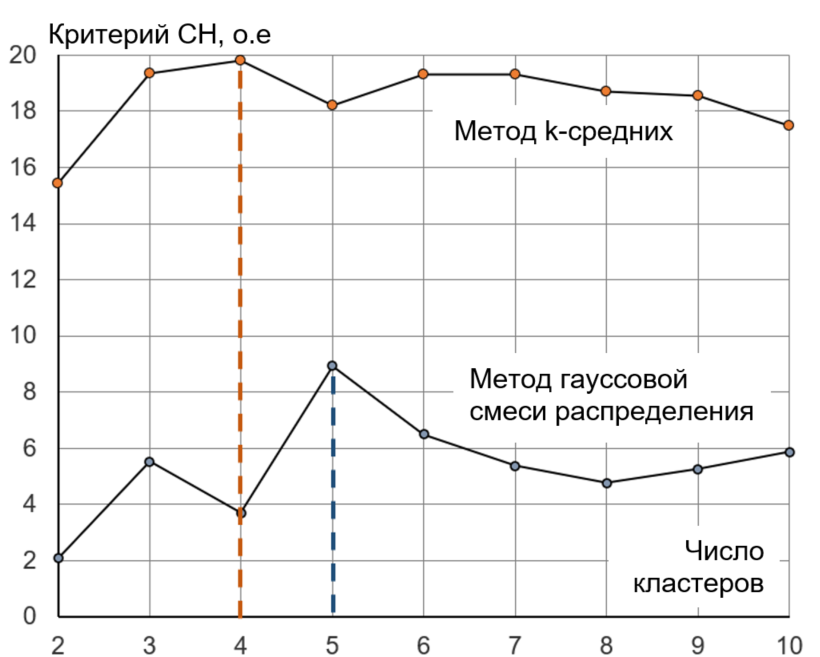 Критерий CH, о.е
20
18
16
14
12
10
8
6
4
2
0
Метод k-средних
Метод гауссовой
смеси распределения
Число
кластеров
2 3 4 5 6 7 8 9 10